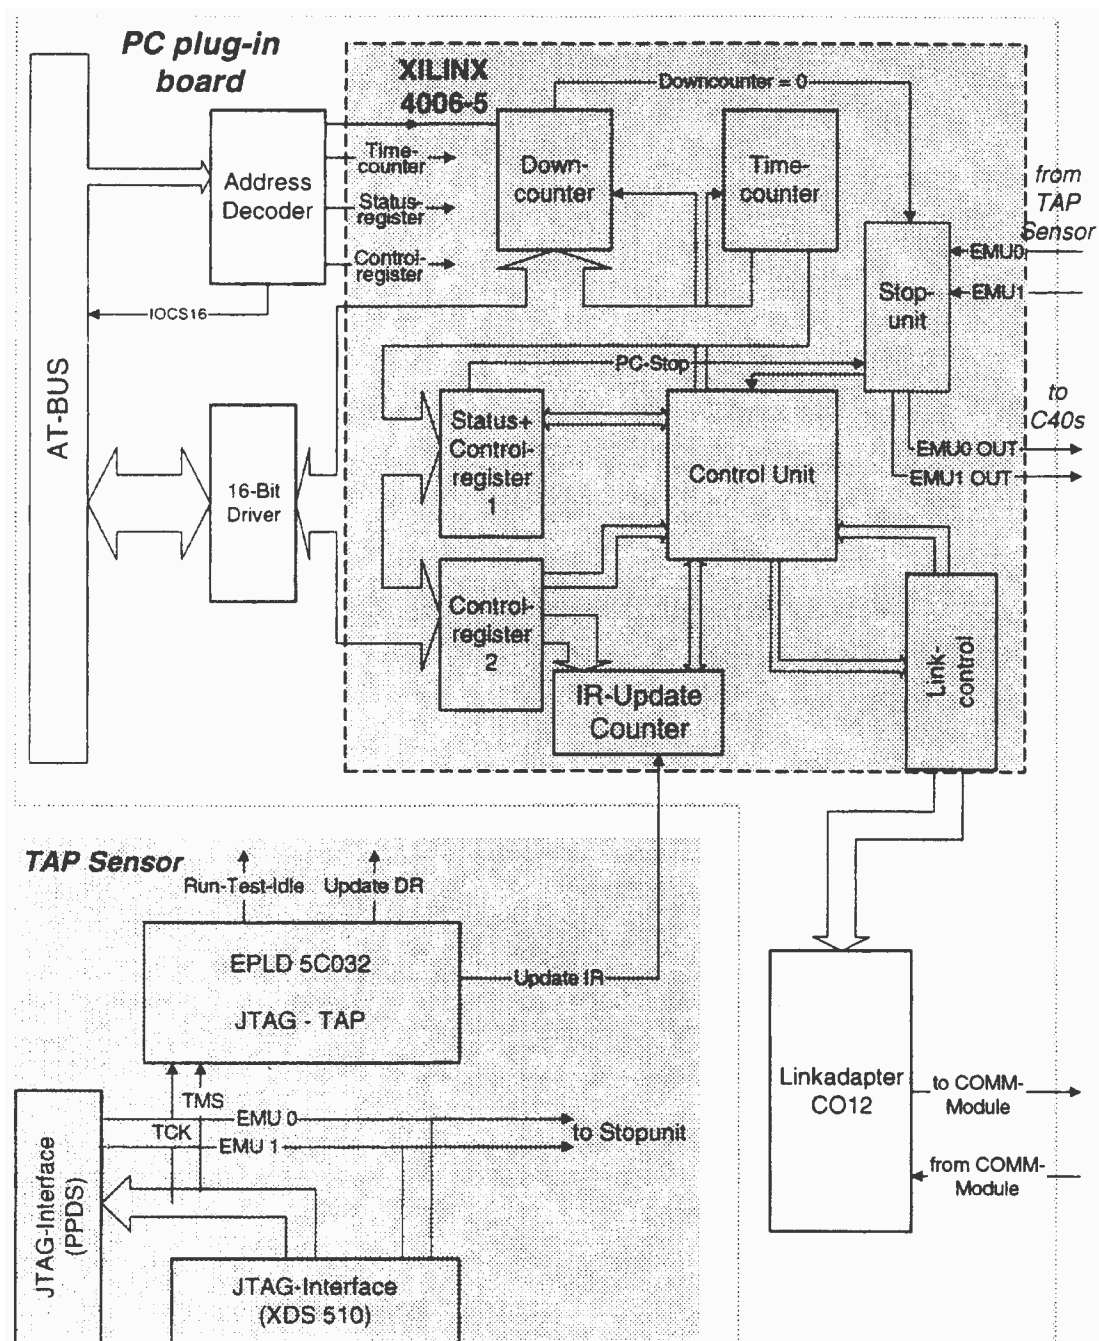 PC plug-in
board
XILINX
4006-5
Downcounter = 0
Address
Decoder
Time-
counter
Status-
register
Control-
register
Down-
counter
Time-
counter
from
TAP
Sensor
EMU0
EMU1
Stop-
unit
IOCS16
PC-Stop
AT-BUS
16-Bit
Driver
Status+
Control-
register
1
Control Unit
to
C40s
EMU0 OUT
EMU1 OUT
Control-
register
2
IR-Update
Counter
Link-
control
TAP Sensor
Run-Test-Idle
Update DR
EPLD 5C032
JTAG - TAP
Update IR
TMS
TCK
EMU 0
EMU 1
to Stopunit
JTAG-Interface
(PPDS)
JTAG-Interface
(XDS 510)
Linkadapter
CO12
to COMM-
Module
from COMM-
Module